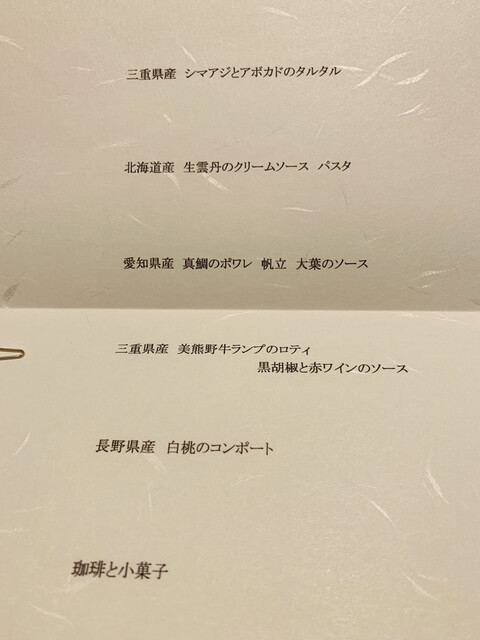 三重県産 シマアジとアボカドのタルタル
北海道産 生雲丹のクリームソース パスタ
愛知県産 真鯛のポワレ 帆立 大葉のソース
三重県産 美熊野牛ランプのロティ
黒胡椒と赤ワインのソース
長野県産 白桃のコンポート
珈琲と小菓子